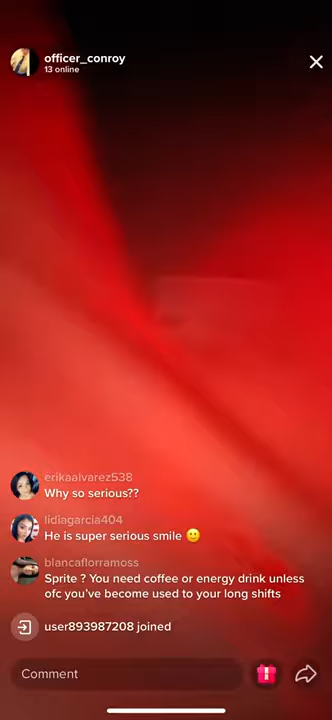 officer_conroy
13 online
erikaalvarez538
Why so serious??
lidiagarcia404
He is super serious smile 🙂
blancaflorramoss
Sprite ? You need coffee or energy drink unless
ofc you've become used to your long shifts
user893987208 joined
Comment